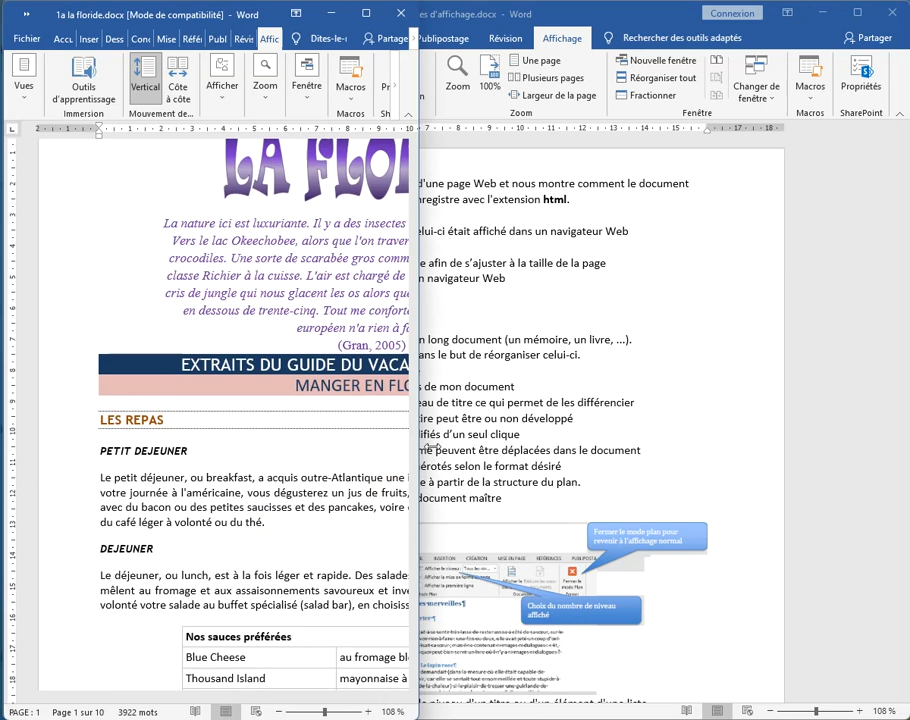 1a la floride.docx [Mode de compatibilité] - Word
es d'affichage.docx - Word
Connexion
Fichier Accu Inser Dess Conc Mise Réfé Publ Révis Affic Dites-le- Partage
Publipostage Révision Affichage Rechercher des outils adaptés Partager
Vues
Outils d'apprentissage
Immersion
Vertical
Côte à côte
Mouvement de...
Afficher
Zoom
Fenêtre
Macros
Macros
Zoom
100%
Une page
Plusieurs pages
Largeur de la page
Zoom
Nouvelle fenêtre
Réorganiser tout
Fractionner
Changer de fenêtre
Fenêtre
Macros
Macros
Propriétés
SharePoint
LA FLO
La nature ici est luxuriante. Il y a des insectes
Vers le lac Okeechobee, alors que l'on traver
crocodiles. Une sorte de scarabée gros comm
classe Richier à la cuisse. L'air est chargé de
cris de jungle qui nous glacent les os alors que
en dessous de trente-cinq. Tout me conforte
européen n'a rien à fa
(Gran, 2005)
EXTRAITS DU GUIDE DU VACA
MANGER EN FLO
LES REPAS
PETIT DEJEUNER
Le petit déjeuner, ou breakfast, a acquis outre-Atlantique une
votre journée à l'américaine, vous dégusterez un jus de fruits,
avec du bacon ou des petites saucisses et des pancakes, voire
du café léger à volonté ou du thé.
DEJEUNER
Le déjeuner, ou lunch, est à la fois léger et rapide. Des salade
mêlent au fromage et aux assaisonnements savoureux et inve
volonté votre salade au buffet spécialisé (salad bar), en choisiss
Nos sauces préférées
Blue Cheese au fromage ble
Thousand Island mayonnaise à
PAGE : 1 Page 1 sur 10 3922 mots 108 %
d'une page Web et nous montre comment le document
nregistre avec l'extension html.
elui-ci était affiché dans un navigateur Web
e afin de s'ajuster à la taille de la page
n navigateur Web
n long document (un mémoire, un livre, ...).
ans le but de réorganiser celui-ci.
s de mon document
eau de titre ce qui permet de les différencier
tre peut être ou non développé
lifiés d'un seul clique
me peuvent être déplacées dans le document
érotés selon le format désiré
e à partir de la structure du plan.
document maître
Fermer le mode plan pour
revenir à l'affichage normal
INSERTION CRÉATION MISE EN PAGE RÉFÉRENCES
Choix du nombre de niveau
affiché
108 %